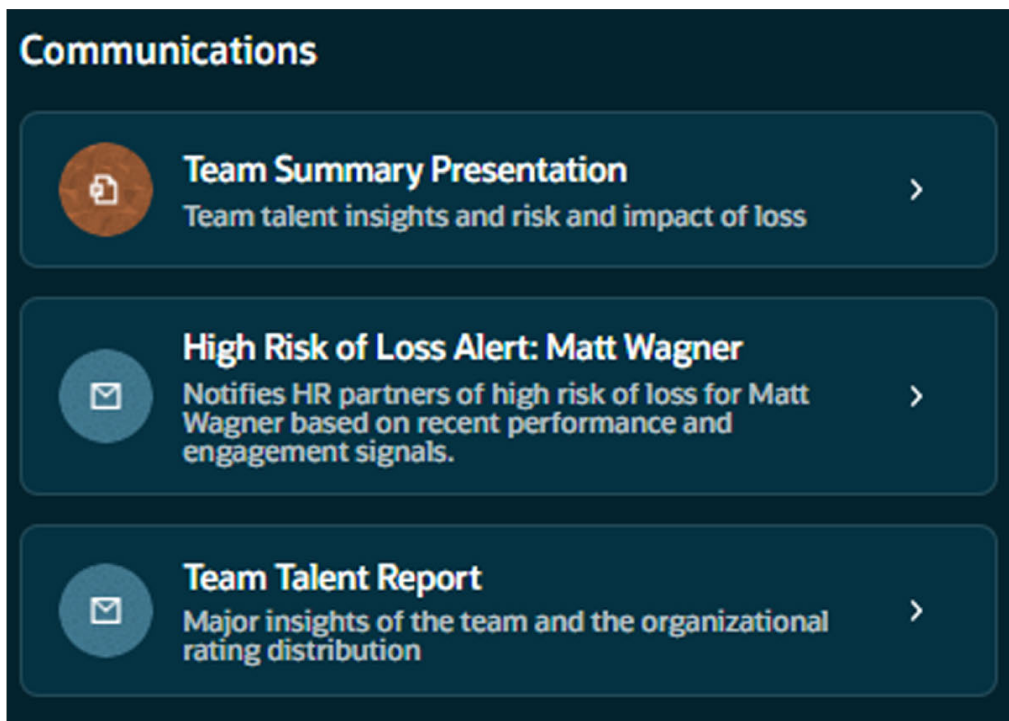 Communications
Team Summary Presentation
Team talent insights and risk and impact of loss
High Risk of Loss Alert: Matt Wagner
Notifies HR partners of high risk of loss for Matt
Wagner based on recent performance and
engagement signals.
Team Talent Report
Major insights of the team and the organizational
rating distribution